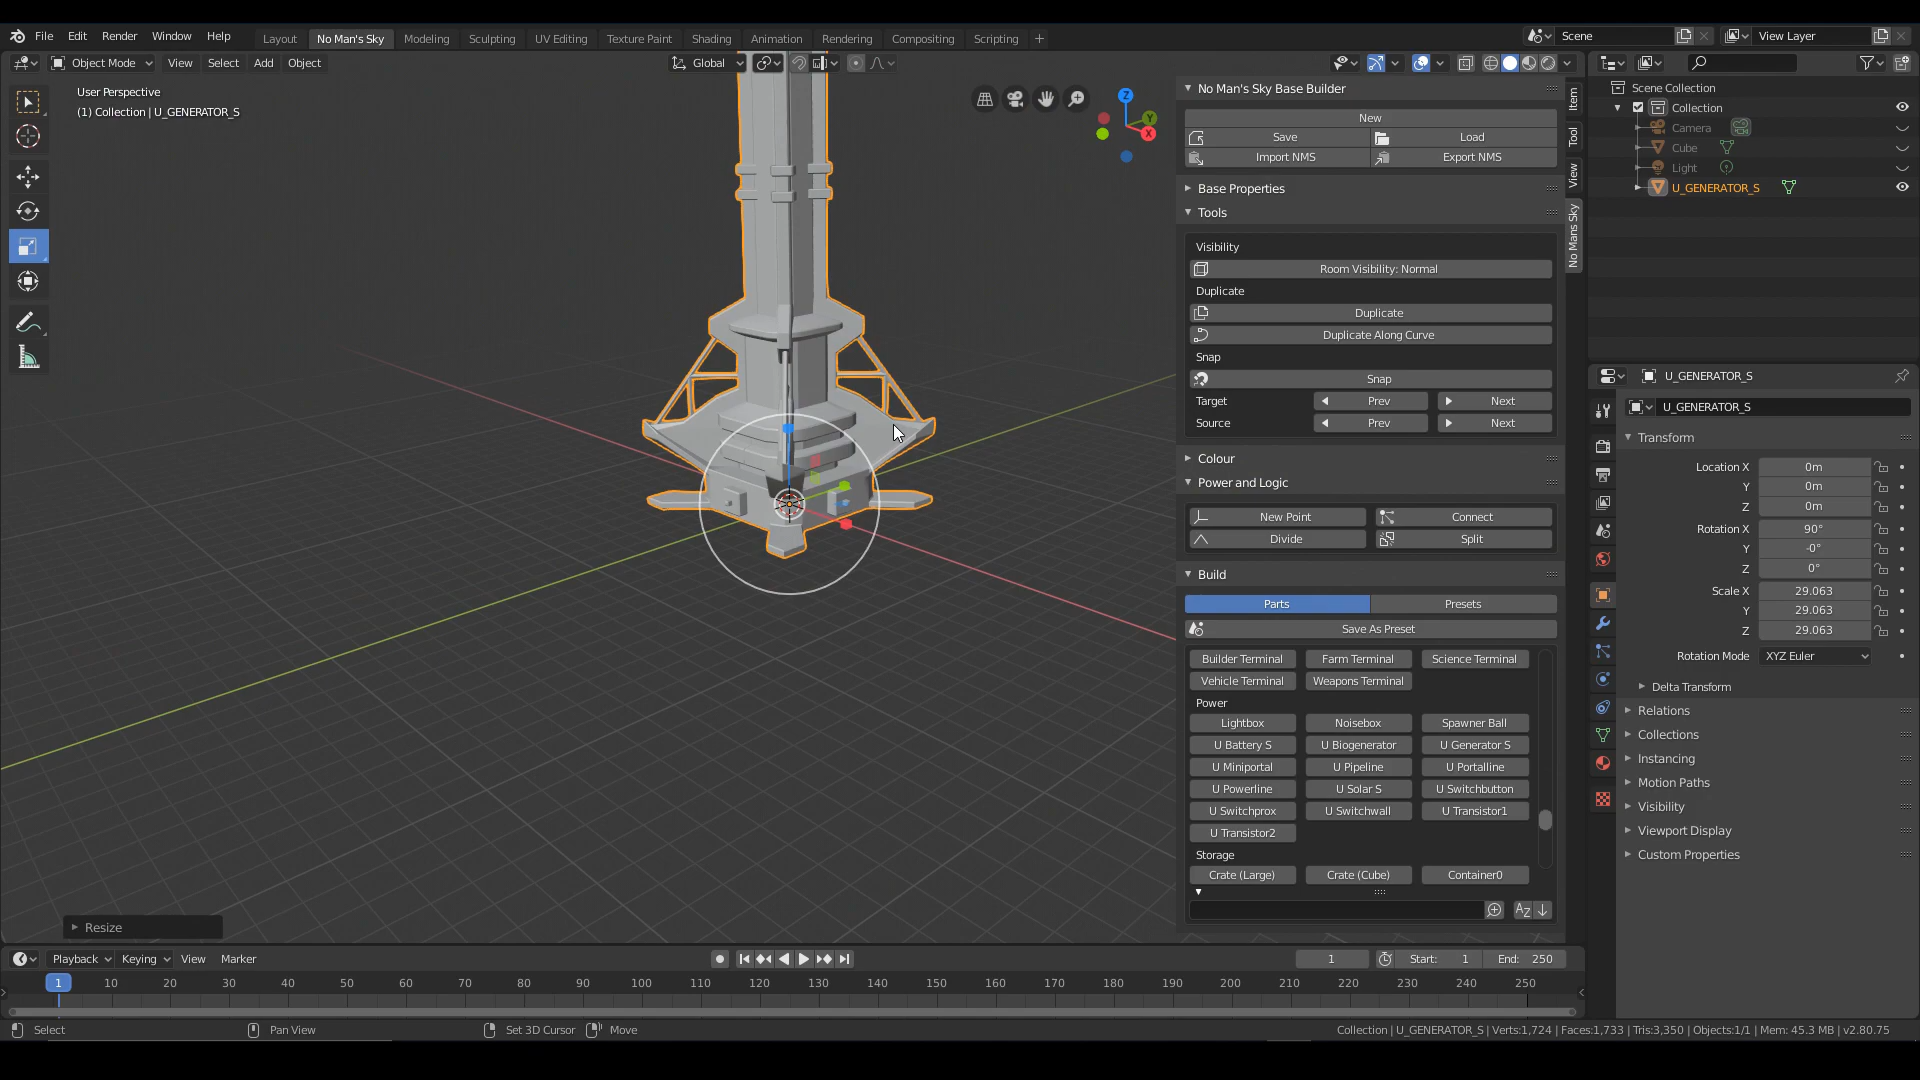 File Edit Render Window Help Layout No Man's Sky Modeling Sculpting UV Editing Texture Paint Shading Animation Rendering Compositing Scripting + Scene View Layer
Object Mode View Select Add Object Global
User Perspective
(1) Collection | U_GENERATOR_S
No Man's Sky Base Builder
New
Save Load
Import NMS Export NMS
Base Properties
Tools
Visibility
Room Visibility: Normal
Duplicate
Duplicate
Duplicate Along Curve
Snap
Snap
Target Prev Next
Source Prev Next
Colour
Power and Logic
New Point Connect
Divide Split
Build
Parts Presets
Save As Preset
Builder Terminal Farm Terminal Science Terminal
Vehicle Terminal Weapons Terminal
Power
Lightbox Noisebox Spawner Ball
U Battery S U Biogenerator U Generator S
U Miniportal U Pipeline U Portalline
U Powerline U Solar S U Switchbutton
U Switchprox U Switchwall U Transistor1
U Transistor2
Storage
Crate (Large) Crate (Cube) Container0
Item
Tool
View
No Mans Sky
Z
Y
X
Scene Collection
Collection
Camera
Cube
Light
U_GENERATOR_S
U_GENERATOR_S
U_GENERATOR_S
Transform
Location X 0m
Y 0m
Z 0m
Rotation X 90°
Y -0°
Z 0°
Scale X 29.063
Y 29.063
Z 29.063
Rotation Mode XYZ Euler
Delta Transform
Relations
Collections
Instancing
Motion Paths
Visibility
Viewport Display
Custom Properties
Resize
Playback Keying View Marker 1 Start: 1 End: 250
1 10 20 30 40 50 60 70 80 90 100 110 120 130 140 150 160 170 180 190 200 210 220 230 240 250
Select Pan View Set 3D Cursor Move Collection | U_GENERATOR_S | Verts:1,724 | Faces:1,733 | Tris:3,350 | Objects:1/1 | Mem: 45.3 MB | v2.80.75